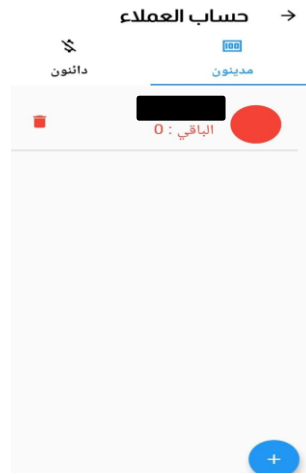 حساب العملاء
مدينون
دائنون
الباقي : 0